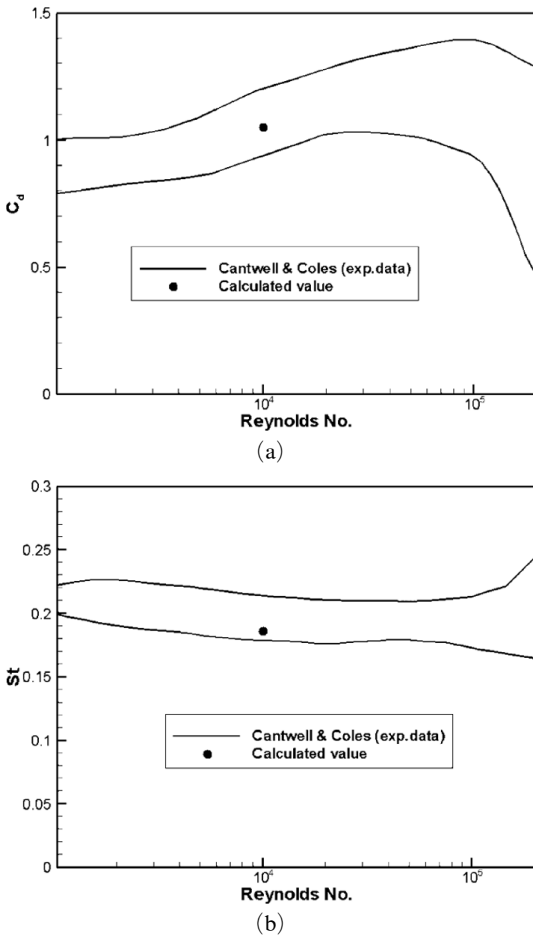 1.5
1
0.5
0
C_d
Cantwell & Coles (exp.data)
Calculated value
10^4
10^5
Reynolds No.
(a)
0.3
0.25
0.2
0.15
0.1
0.05
0
St
Cantwell & Coles (exp.data)
Calculated value
10^4
10^5
Reynolds No.
(b)